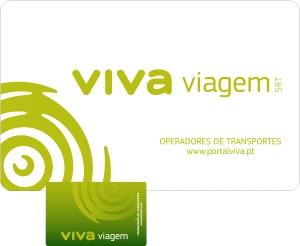 viva viagem SRT
OPERADORES DE TRANSPORTES
www.portalviva.pt
viva viagem